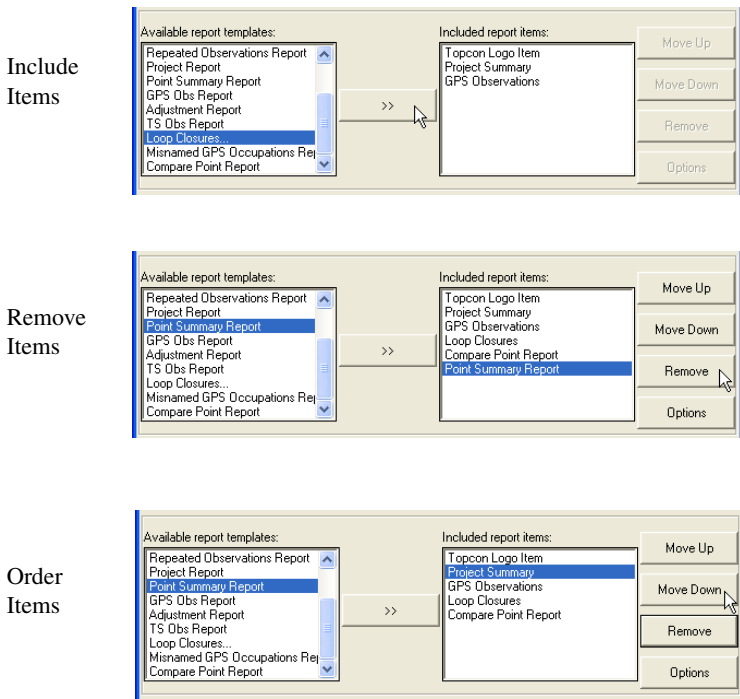 Include
Items
Available report templates:
Repeated Observations Report
Project Report
Point Summary Report
GPS Obs Report
Adjustment Report
TS Obs Report
Loop Closures...
Misnamed GPS Occupations Rep
Compare Point Report
>>
Included report items:
Topcon Logo Item
Project Summary
GPS Observations
Move Up
Move Down
Remove
Options
Remove
Items
Available report templates:
Repeated Observations Report
Project Report
Point Summary Report
GPS Obs Report
Adjustment Report
TS Obs Report
Loop Closures...
Misnamed GPS Occupations Rep
Compare Point Report
>>
Included report items:
Topcon Logo Item
Project Summary
GPS Observations
Loop Closures
Compare Point Report
Point Summary Report
Move Up
Move Down
Remove
Options
Order
Items
Available report templates:
Repeated Observations Report
Project Report
Point Summary Report
GPS Obs Report
Adjustment Report
TS Obs Report
Loop Closures...
Misnamed GPS Occupations Rep
Compare Point Report
>>
Included report items:
Topcon Logo Item
Project Summary
GPS Observations
Loop Closures
Compare Point Report
Move Up
Move Down
Remove
Options